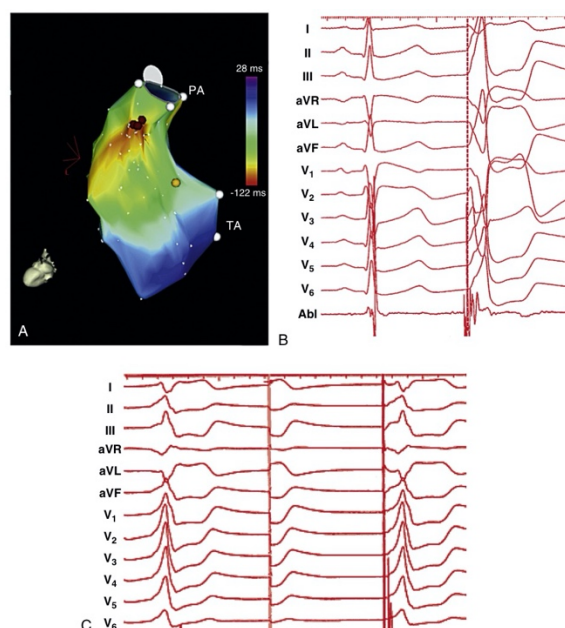 28 ms
PA
-122 ms
TA
A
I
II
III
aVR
aVL
aVF
V1
V2
V3
V4
V5
V6
Abl
B
I
II
III
aVR
aVL
aVF
V1
V2
V3
V4
V5
V6
C